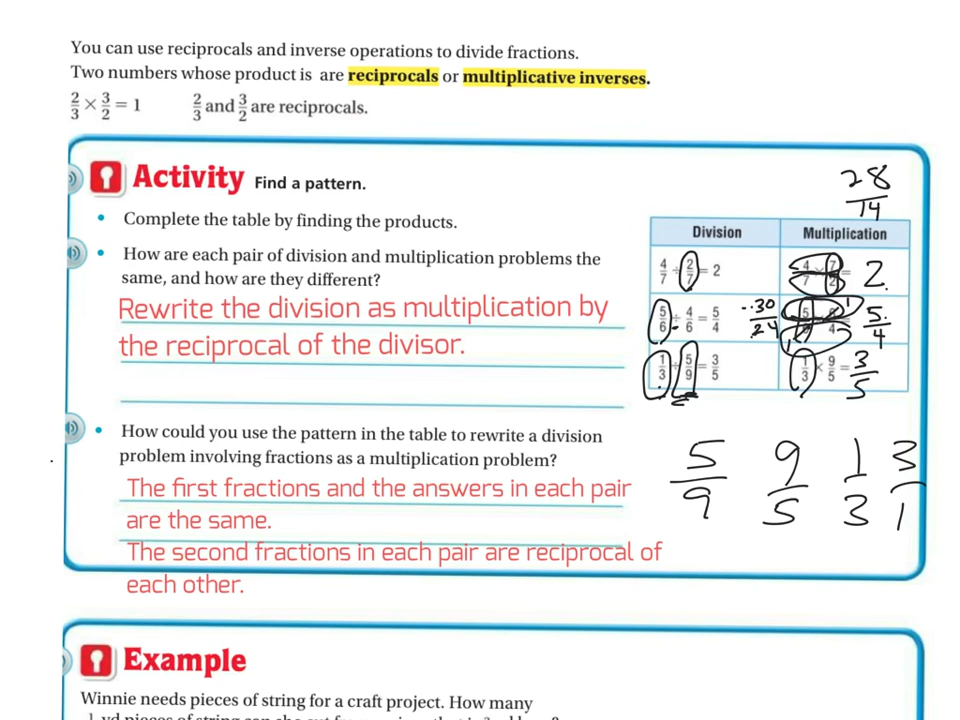 You can use reciprocals and inverse operations to divide fractions.
Two numbers whose product is are reciprocals or multiplicative inverses.
2/3 × 3/2 = 1 2/3 and 3/2 are reciprocals.
Activity Find a pattern.
• Complete the table by finding the products.
• How are each pair of division and multiplication problems the
same, and how are they different?
Rewrite the division as multiplication by
the reciprocal of the divisor.
28/14
Division Multiplication
4/7 ÷ 2/7 = 2 4/7 × 7/2 = 2
5/6 ÷ 4/6 = 5/4 30/24 5/4
1/3 ÷ 5/9 = 3/5 1/3 × 9/5 = 3/5
• How could you use the pattern in the table to rewrite a division
problem involving fractions as a multiplication problem?
The first fractions and the answers in each pair
are the same.
The second fractions in each pair are reciprocal of
each other.
5/9 9/5 1/3 3/1
Example
Winnie needs pieces of string for a craft project. How many